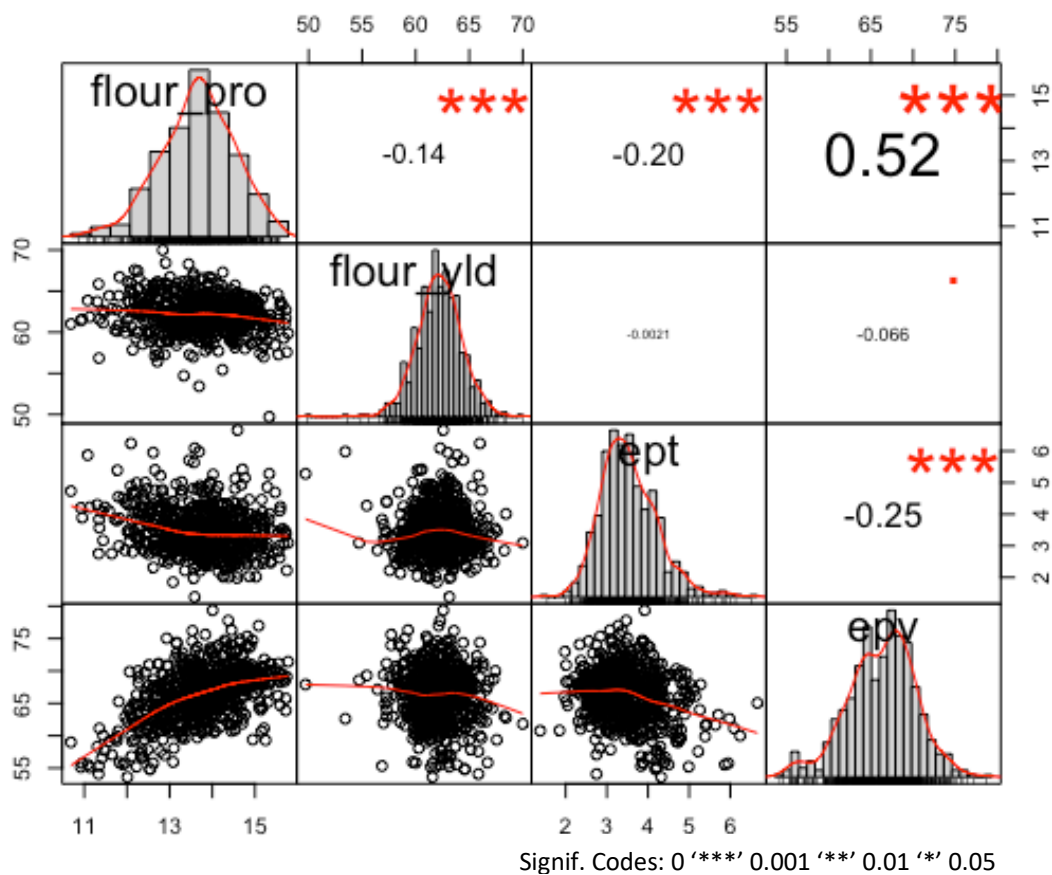 50 55 60 65 70 55 65 75
flour_pro *** *** ***
-0.14 -0.20 0.52
11 13 15
flour_yld .
-0.0021 -0.066
50 60 70
ept ***
-0.25
2 3 4 5 6
epv
55 65 75
11 13 15 2 3 4 5 6
Signif. Codes: 0 ‘***’ 0.001 ‘**’ 0.01 ‘*’ 0.05